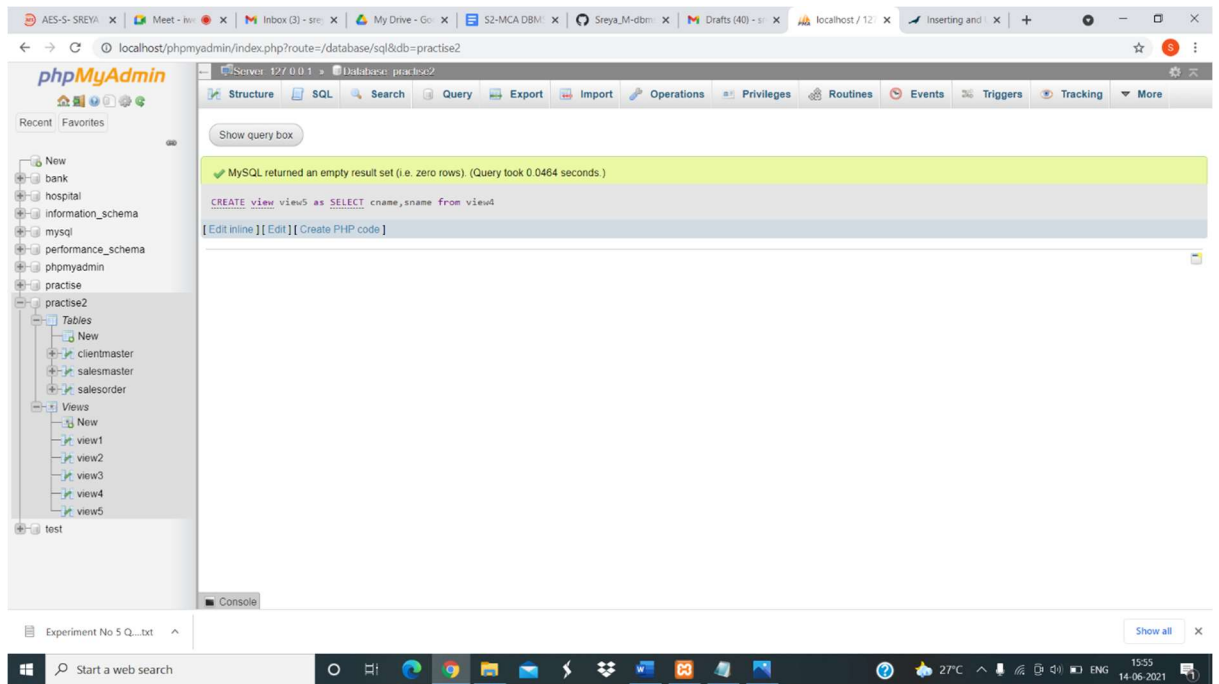 AES-S- SREYA
Meet - iw
Inbox (3) - sre
My Drive - Go
S2-MCA DBM
Sreya_M-dbm
Drafts (40) - s
localhost / 127
Inserting and
localhost/phpmyadmin/index.php?route=/database/sql&db=practise2
S
phpMyAdmin
Server: 127.0.0.1 » Database: practise2
Structure SQL Search Query Export Import Operations Privileges Routines Events Triggers Tracking More
Recent Favorites
Show query box
New
bank
hospital
information_schema
mysql
performance_schema
phpmyadmin
practise
practise2
Tables
New
clientmaster
salesmaster
salesorder
Views
New
view1
view2
view3
view4
view5
test
MySQL returned an empty result set (i.e. zero rows). (Query took 0.0464 seconds.)
CREATE view view5 as SELECT cname,sname from view4
[ Edit inline ] [ Edit ] [ Create PHP code ]
Console
Experiment No 5 Q....txt
Show all
Start a web search
27°C
ENG
15:55
14-06-2021